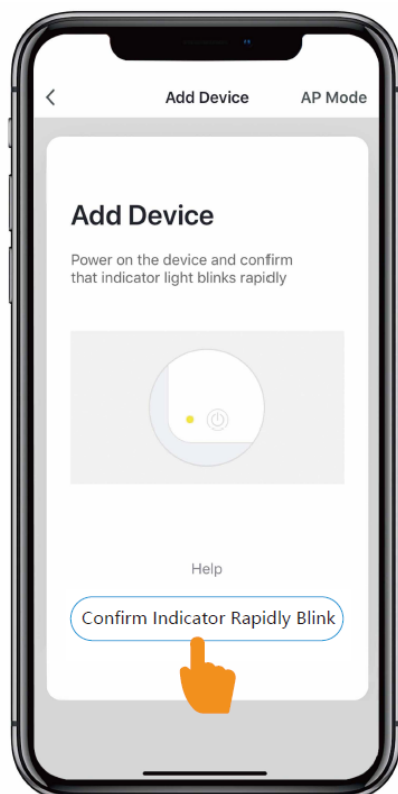 Add Device AP Mode
Add Device
Power on the device and confirm
that indicator light blinks rapidly
Help
Confirm Indicator Rapidly Blink